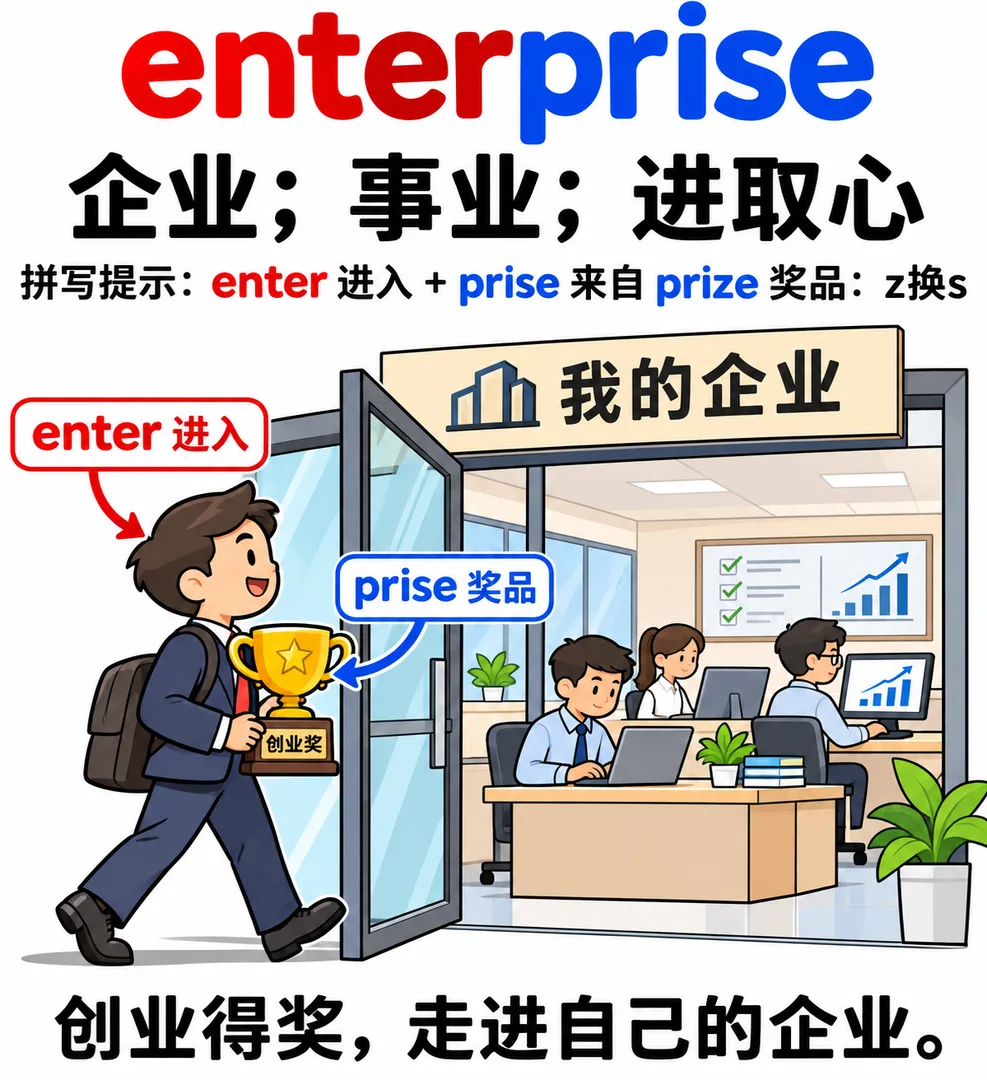 enterprise
企业；事业；进取心
拼写提示：enter 进入 + prise 来自 prize 奖品：z换s
我的企业
enter 进入
prise 奖品
创业奖
创业得奖，走进自己的企业。